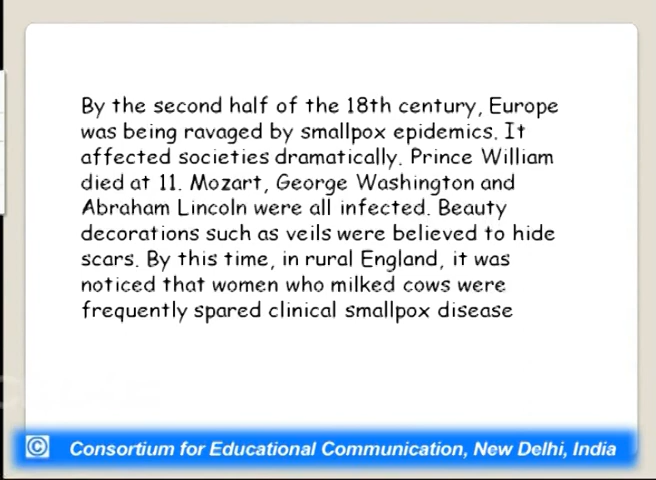 By the second half of the 18th century, Europe
was being ravaged by smallpox epidemics. It
affected societies dramatically. Prince William
died at 11. Mozart, George Washington and
Abraham Lincoln were all infected. Beauty
decorations such as veils were believed to hide
scars. By this time, in rural England, it was
noticed that women who milked cows were
frequently spared clinical smallpox disease
© Consortium for Educational Communication, New Delhi, India